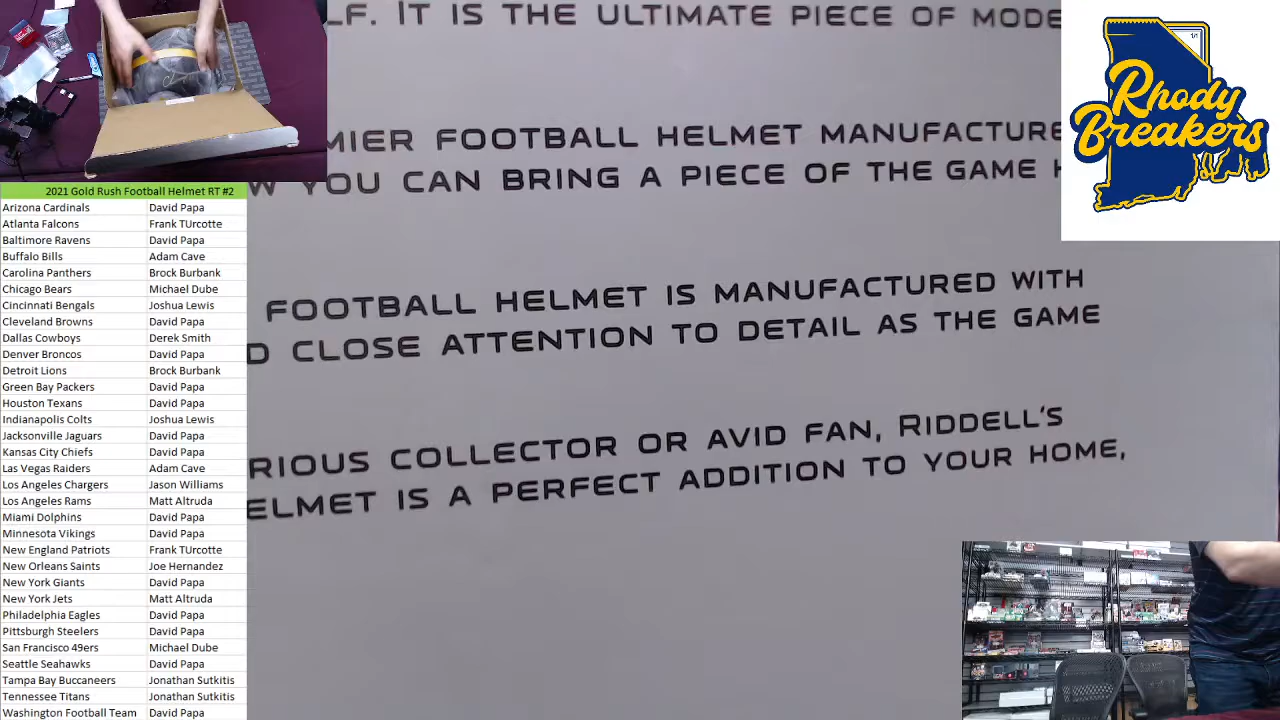 LF. IT IS THE ULTIMATE PIECE OF MODE
MIER FOOTBALL HELMET MANUFACTURE
W YOU CAN BRING A PIECE OF THE GAME H
FOOTBALL HELMET IS MANUFACTURED WITH
D CLOSE ATTENTION TO DETAIL AS THE GAME
RIOUS COLLECTOR OR AVID FAN, RIDDELL'S
ELMET IS A PERFECT ADDITION TO YOUR HOME,
Rhody
Breakers
1/1
2021 Gold Rush Football Helmet RT #2
Arizona Cardinals David Papa
Atlanta Falcons Frank TUrcotte
Baltimore Ravens David Papa
Buffalo Bills Adam Cave
Carolina Panthers Brock Burbank
Chicago Bears Michael Dube
Cincinnati Bengals Joshua Lewis
Cleveland Browns David Papa
Dallas Cowboys Derek Smith
Denver Broncos David Papa
Detroit Lions Brock Burbank
Green Bay Packers David Papa
Houston Texans David Papa
Indianapolis Colts Joshua Lewis
Jacksonville Jaguars David Papa
Kansas City Chiefs David Papa
Las Vegas Raiders Adam Cave
Los Angeles Chargers Jason Williams
Los Angeles Rams Matt Altruda
Miami Dolphins David Papa
Minnesota Vikings David Papa
New England Patriots Frank TUrcotte
New Orleans Saints Joe Hernandez
New York Giants David Papa
New York Jets Matt Altruda
Philadelphia Eagles David Papa
Pittsburgh Steelers David Papa
San Francisco 49ers Michael Dube
Seattle Seahawks David Papa
Tampa Bay Buccaneers Jonathan Sutkitis
Tennessee Titans Jonathan Sutkitis
Washington Football Team David Papa